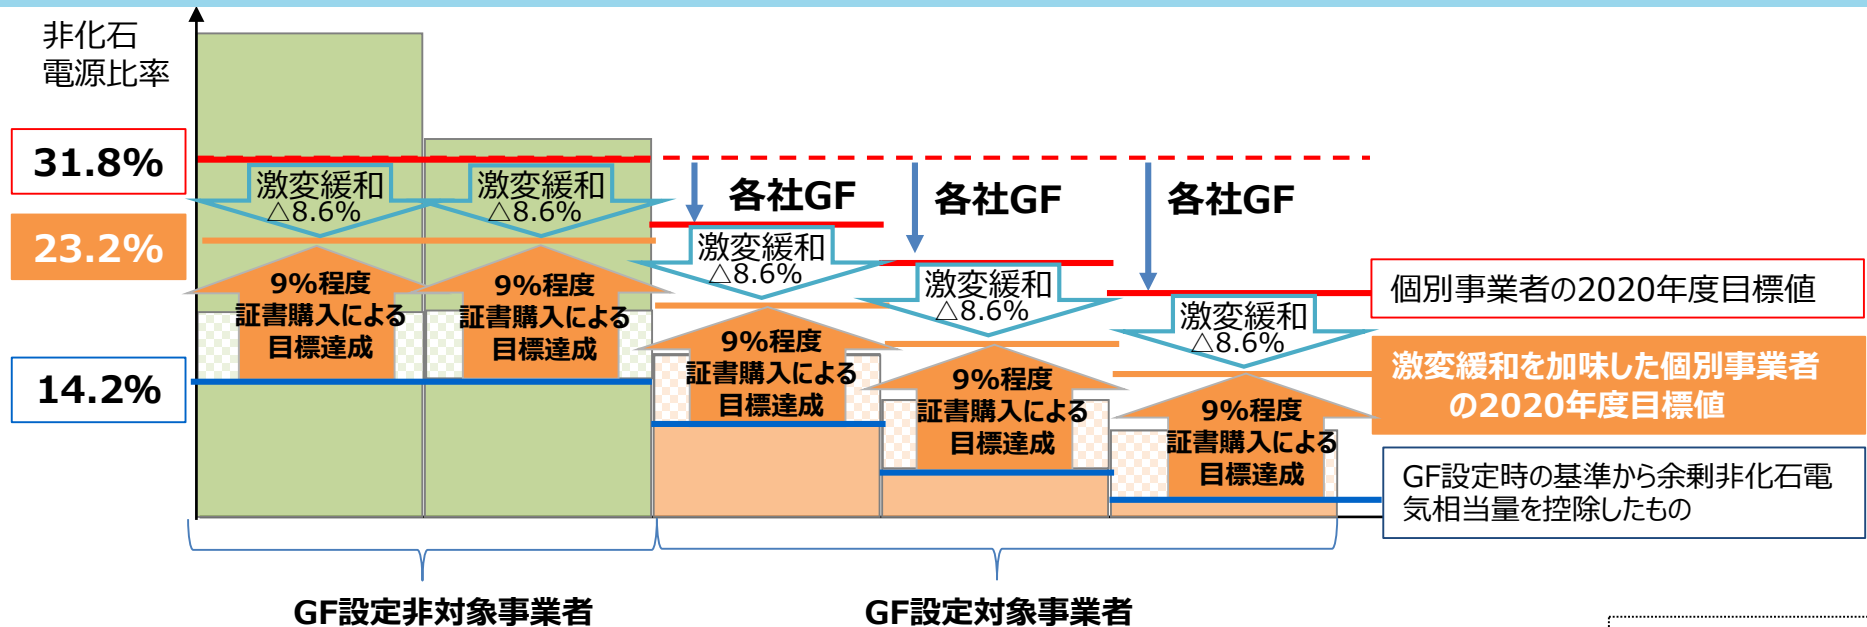 非化石
電源比率
31.8%
23.2%
14.2%
激変緩和
△8.6%
激変緩和
△8.6%
9%程度
証書購入による
目標達成
9%程度
証書購入による
目標達成
各社GF
各社GF
各社GF
激変緩和
△8.6%
激変緩和
△8.6%
激変緩和
△8.6%
9%程度
証書購入による
目標達成
9%程度
証書購入による
目標達成
9%程度
証書購入による
目標達成
個別事業者の2020年度目標値
激変緩和を加味した個別事業者
の2020年度目標値
GF設定時の基準から余剰非化石電
気相当量を控除したもの
GF設定非対象事業者
GF設定対象事業者